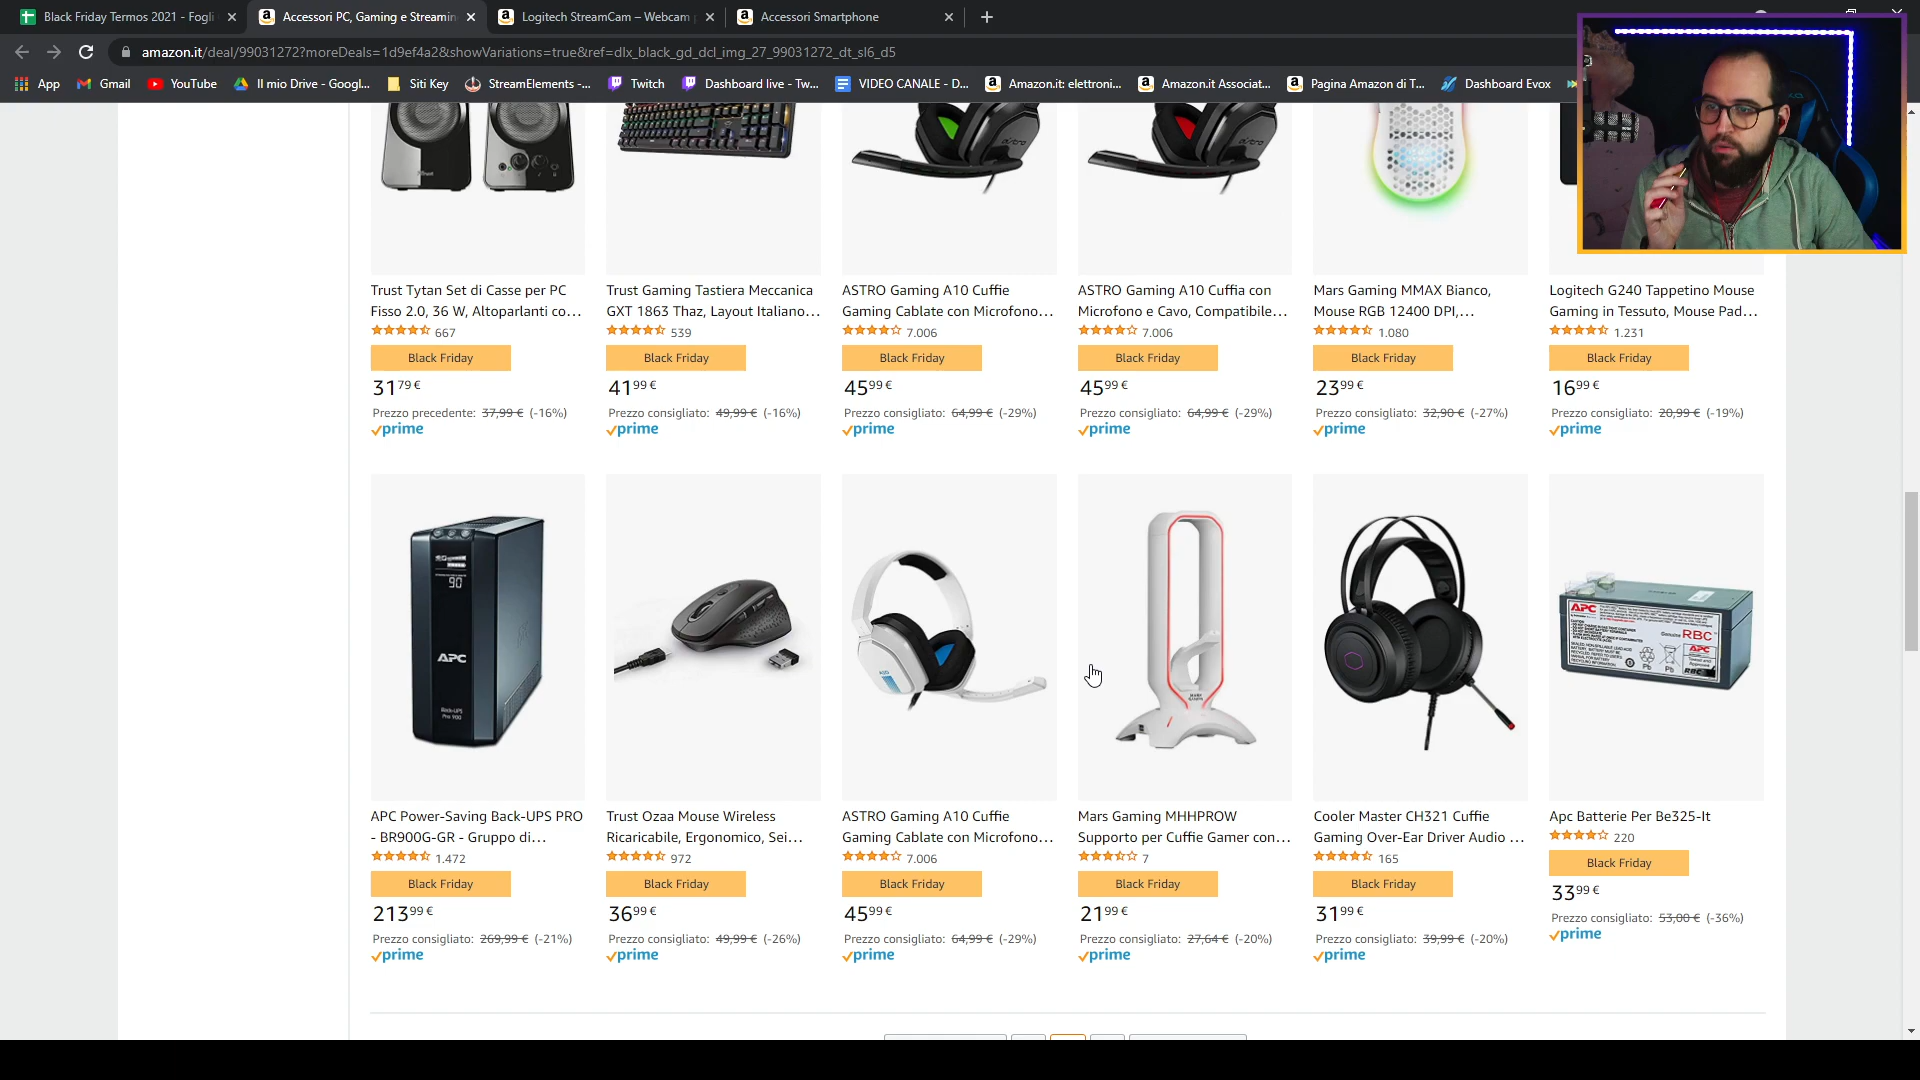 Black Friday Termos 2021 - Fogli
Accessori PC, Gaming e Streamin
Logitech StreamCam – Webcam
Accessori Smartphone
amazon.it/deal/99031272?moreDeals=1d9ef4a2&showVariations=true&ref=dlx_black_gd_dcl_img_27_99031272_dt_sl6_d5
App
Gmail
YouTube
Il mio Drive - Googl...
Siti Key
StreamElements -...
Twitch
Dashboard live - Tw...
VIDEO CANALE - D...
Amazon.it: elettroni...
Amazon.it Associat...
Pagina Amazon di T...
Dashboard Evox
Trust Tytan Set di Casse per PC
Fisso 2.0, 36 W, Altoparlanti co...
667
Black Friday
31,79 €
Prezzo precedente: 37,99 € (-16%)
prime
Trust Gaming Tastiera Meccanica
GXT 1863 Thaz, Layout Italiano...
539
Black Friday
41,99 €
Prezzo consigliato: 49,99 € (-16%)
prime
ASTRO Gaming A10 Cuffie
Gaming Cablate con Microfono...
7.006
Black Friday
45,99 €
Prezzo consigliato: 64,99 € (-29%)
prime
ASTRO Gaming A10 Cuffia con
Microfono e Cavo, Compatibile...
7.006
Black Friday
45,99 €
Prezzo consigliato: 64,99 € (-29%)
prime
Mars Gaming MMAX Bianco,
Mouse RGB 12400 DPI,...
1.080
Black Friday
23,99 €
Prezzo consigliato: 32,90 € (-27%)
prime
Logitech G240 Tappetino Mouse
Gaming in Tessuto, Mouse Pad...
1.231
Black Friday
16,99 €
Prezzo consigliato: 20,99 € (-19%)
prime
90
APC
Back-UPS
Pro 900
APC Power-Saving Back-UPS PRO
- BR900G-GR - Gruppo di...
1.472
Black Friday
213,99 €
Prezzo consigliato: 269,99 € (-21%)
prime
Trust Ozaa Mouse Wireless
Ricaricabile, Ergonomico, Sei...
972
Black Friday
36,99 €
Prezzo consigliato: 49,99 € (-26%)
prime
A10
ASTRO Gaming A10 Cuffie
Gaming Cablate con Microfono...
7.006
Black Friday
45,99 €
Prezzo consigliato: 64,99 € (-29%)
prime
Mars Gaming MHHPROW
Supporto per Cuffie Gamer con...
7
Black Friday
21,99 €
Prezzo consigliato: 27,64 € (-20%)
prime
Cooler Master CH321 Cuffie
Gaming Over-Ear Driver Audio ...
165
Black Friday
31,99 €
Prezzo consigliato: 39,99 € (-20%)
prime
APC
Genuine RBC
APC
Pb
Pb
Apc Batterie Per Be325-It
220
Black Friday
33,99 €
Prezzo consigliato: 53,00 € (-36%)
prime